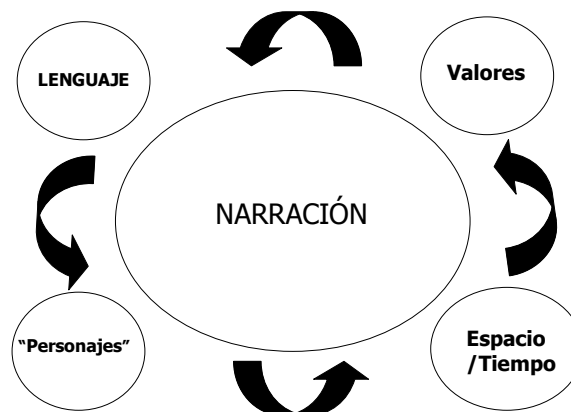 LENGUAJE
Valores
NARRACIÓN
“Personajes”
Espacio
/Tiempo